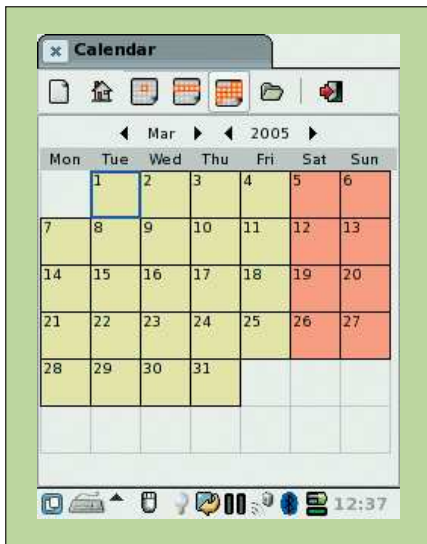 Calendar
Mar 2005
Mon Tue Wed Thu Fri Sat Sun
1 2 3 4 5 6
7 8 9 10 11 12 13
14 15 16 17 18 19 20
21 22 23 24 25 26 27
28 29 30 31
12:37